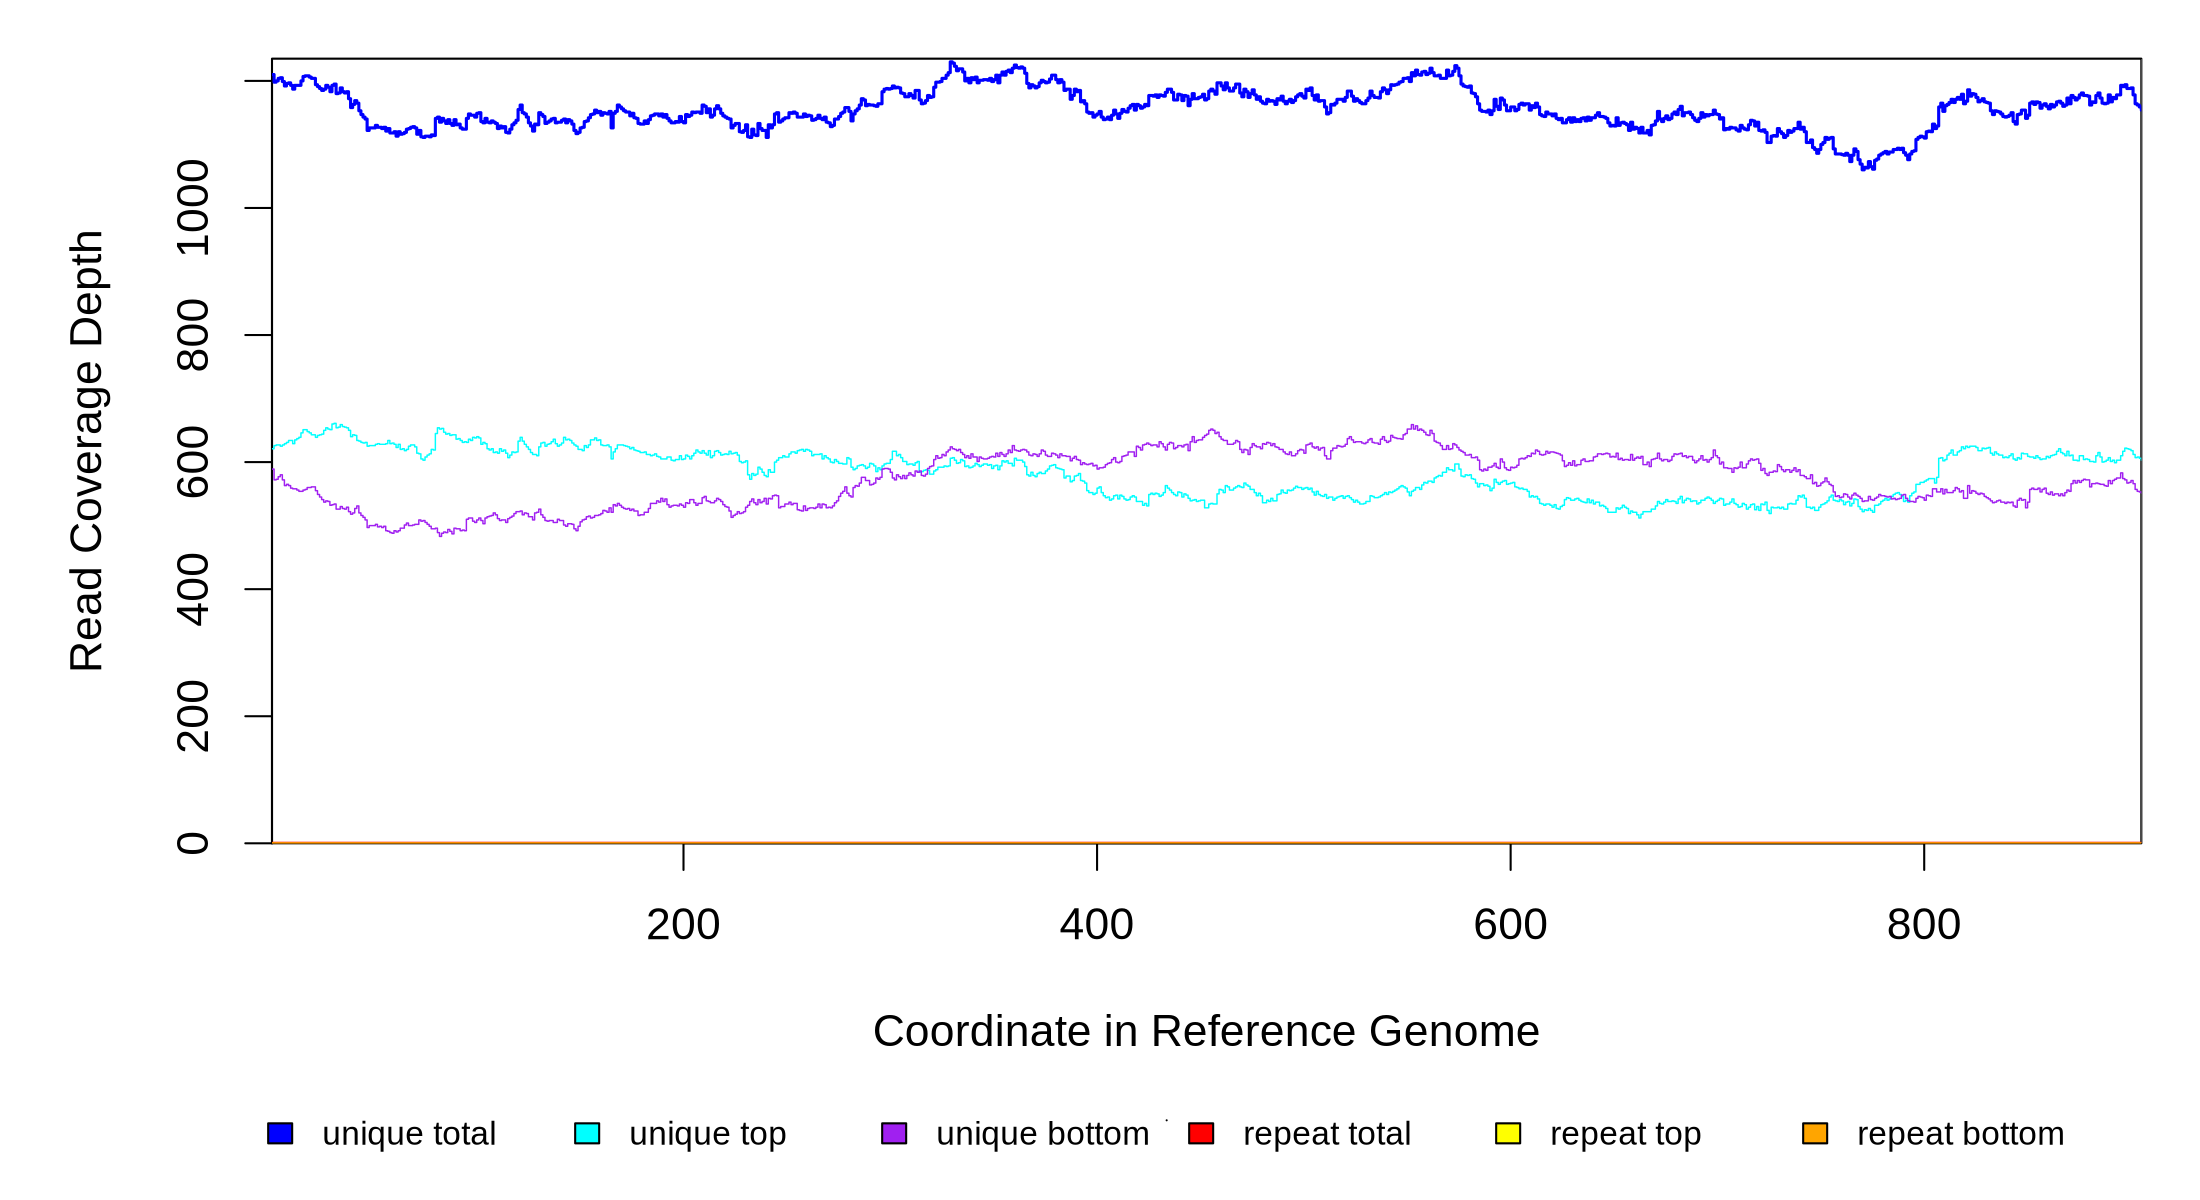 Read Coverage Depth
1000
800
600
400
200
0
200 400 600 800
Coordinate in Reference Genome
unique total unique top unique bottom repeat total repeat top repeat bottom